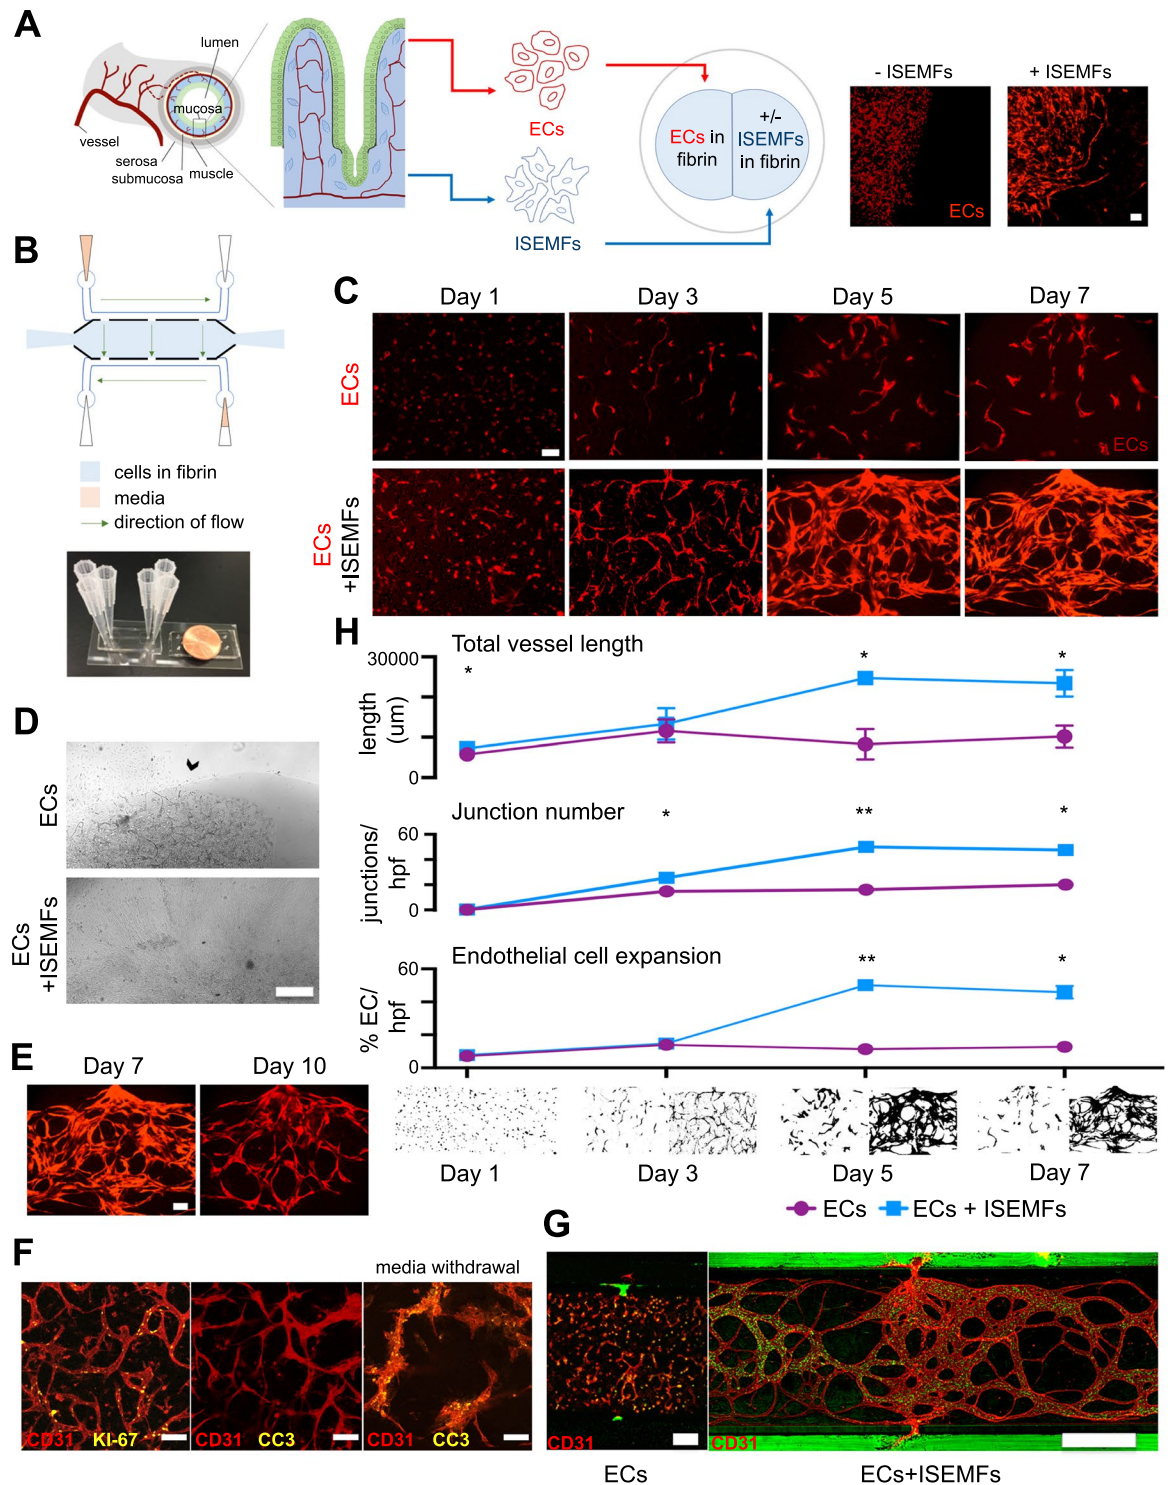 A
lumen
mucosa
vessel
serosa
submucosa
muscle
ECs
ISEMFs
ECs in
fibrin
+/-
ISEMFs
in fibrin
- ISEMFs
+ ISEMFs
ECs
B
cells in fibrin
media
direction of flow
C
Day 1
Day 3
Day 5
Day 7
ECs
ECs
ECs
+ISEMFs
D
ECs
ECs
+ISEMFs
H
Total vessel length
30000
length
(um)
0
*
*
*
Junction number
60
junctions/
hpf
0
*
**
*
Endothelial cell expansion
60
% EC/
hpf
0
**
*
Day 1
Day 3
Day 5
Day 7
ECs
ECs + ISEMFs
E
Day 7
Day 10
F
media withdrawal
CD31
KI-67
CD31
CC3
CD31
CC3
G
CD31
CD31
ECs
ECs+ISEMFs